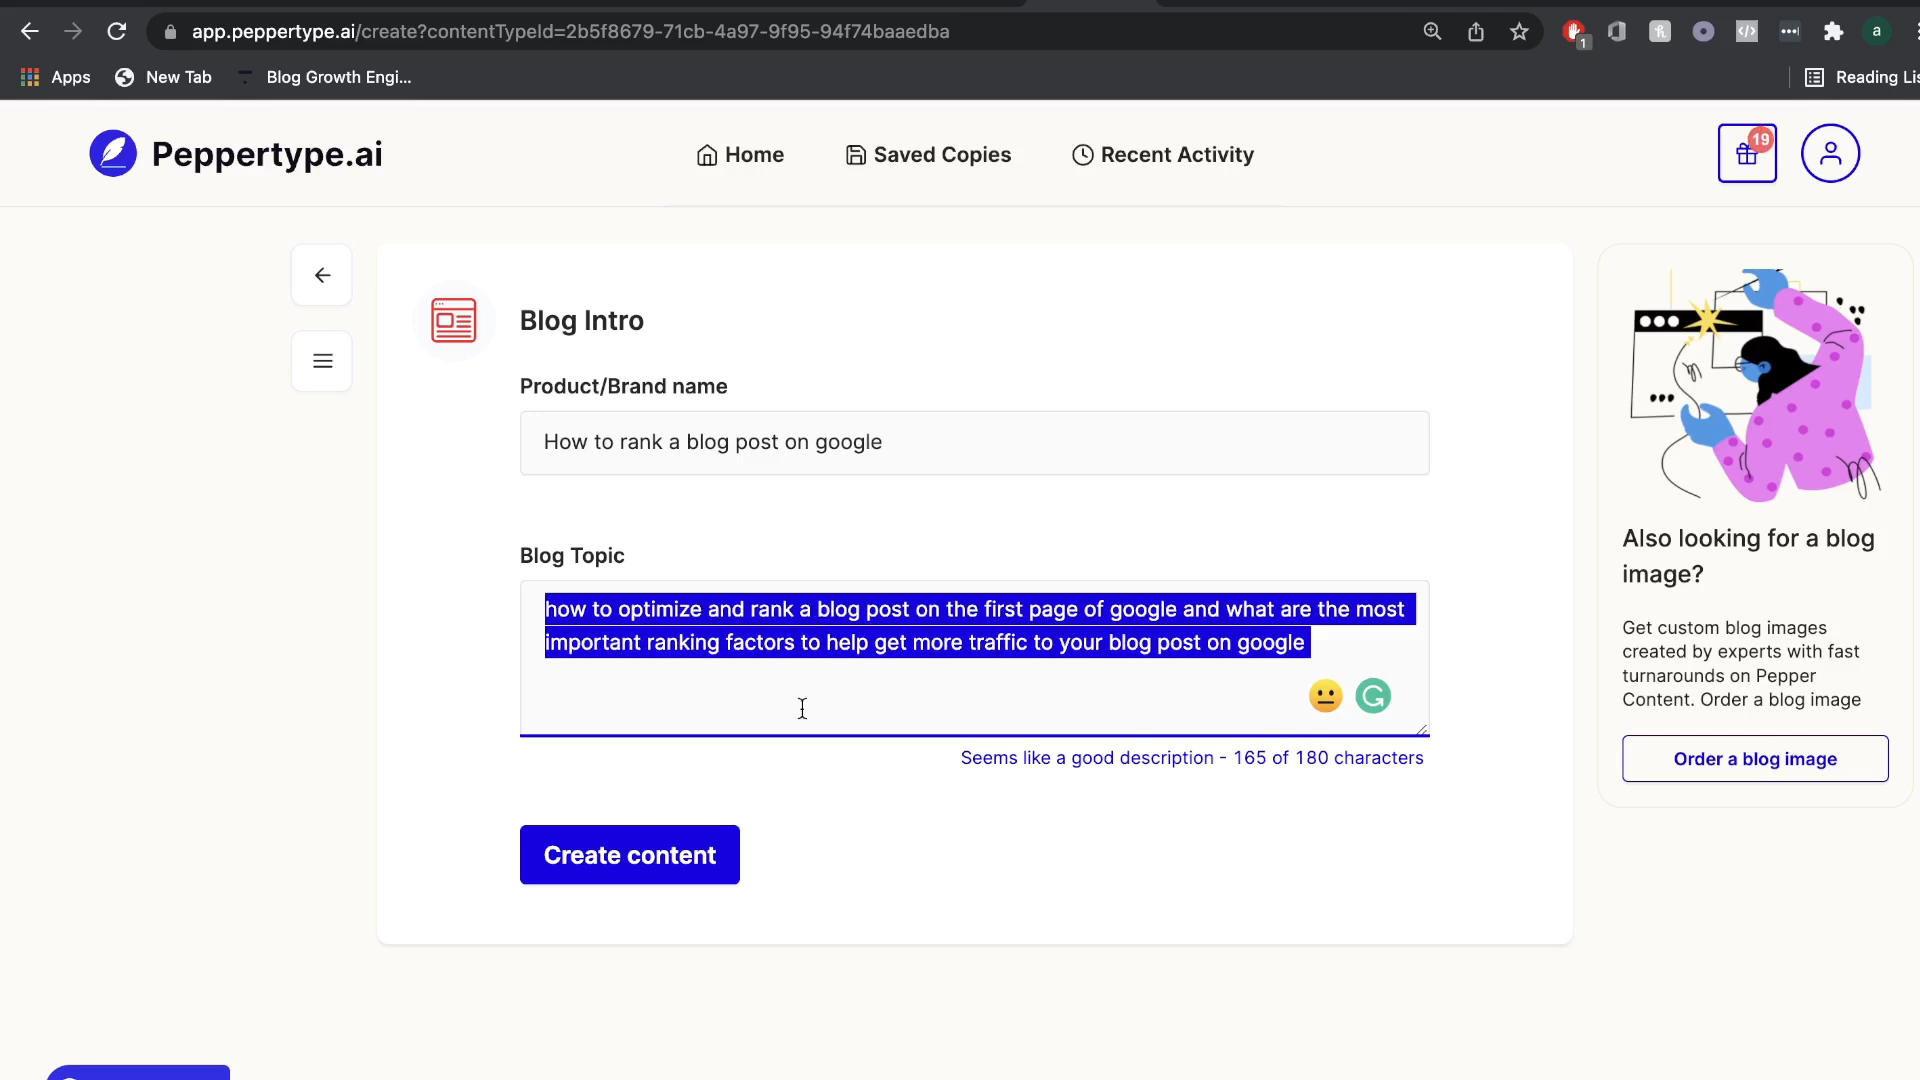 app.peppertype.ai/create?contentTypeId=2b5f8679-71cb-4a97-9f95-94f74baaedba
1
a
Apps
New Tab
Blog Growth Engi...
Reading Lis
Peppertype.ai
Home
Saved Copies
Recent Activity
19
Blog Intro
Product/Brand name
How to rank a blog post on google
Blog Topic
how to optimize and rank a blog post on the first page of google and what are the most
important ranking factors to help get more traffic to your blog post on google
Seems like a good description - 165 of 180 characters
Create content
Also looking for a blog
image?
Get custom blog images
created by experts with fast
turnarounds on Pepper
Content. Order a blog image
Order a blog image